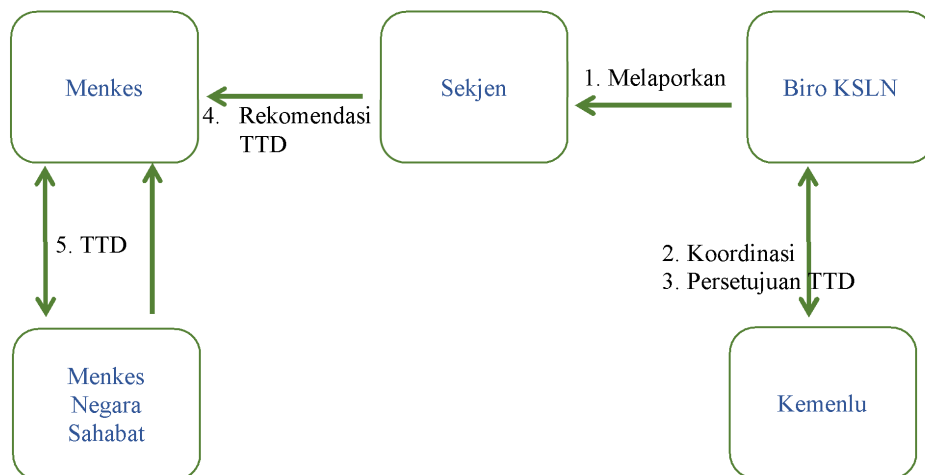 Menkes
Sekjen
1. Melaporkan
Biro KSLN
4. Rekomendasi
TTD
5. TTD
2. Koordinasi
3. Persetujuan TTD
Menkes
Negara
Sahabat
Kemenlu